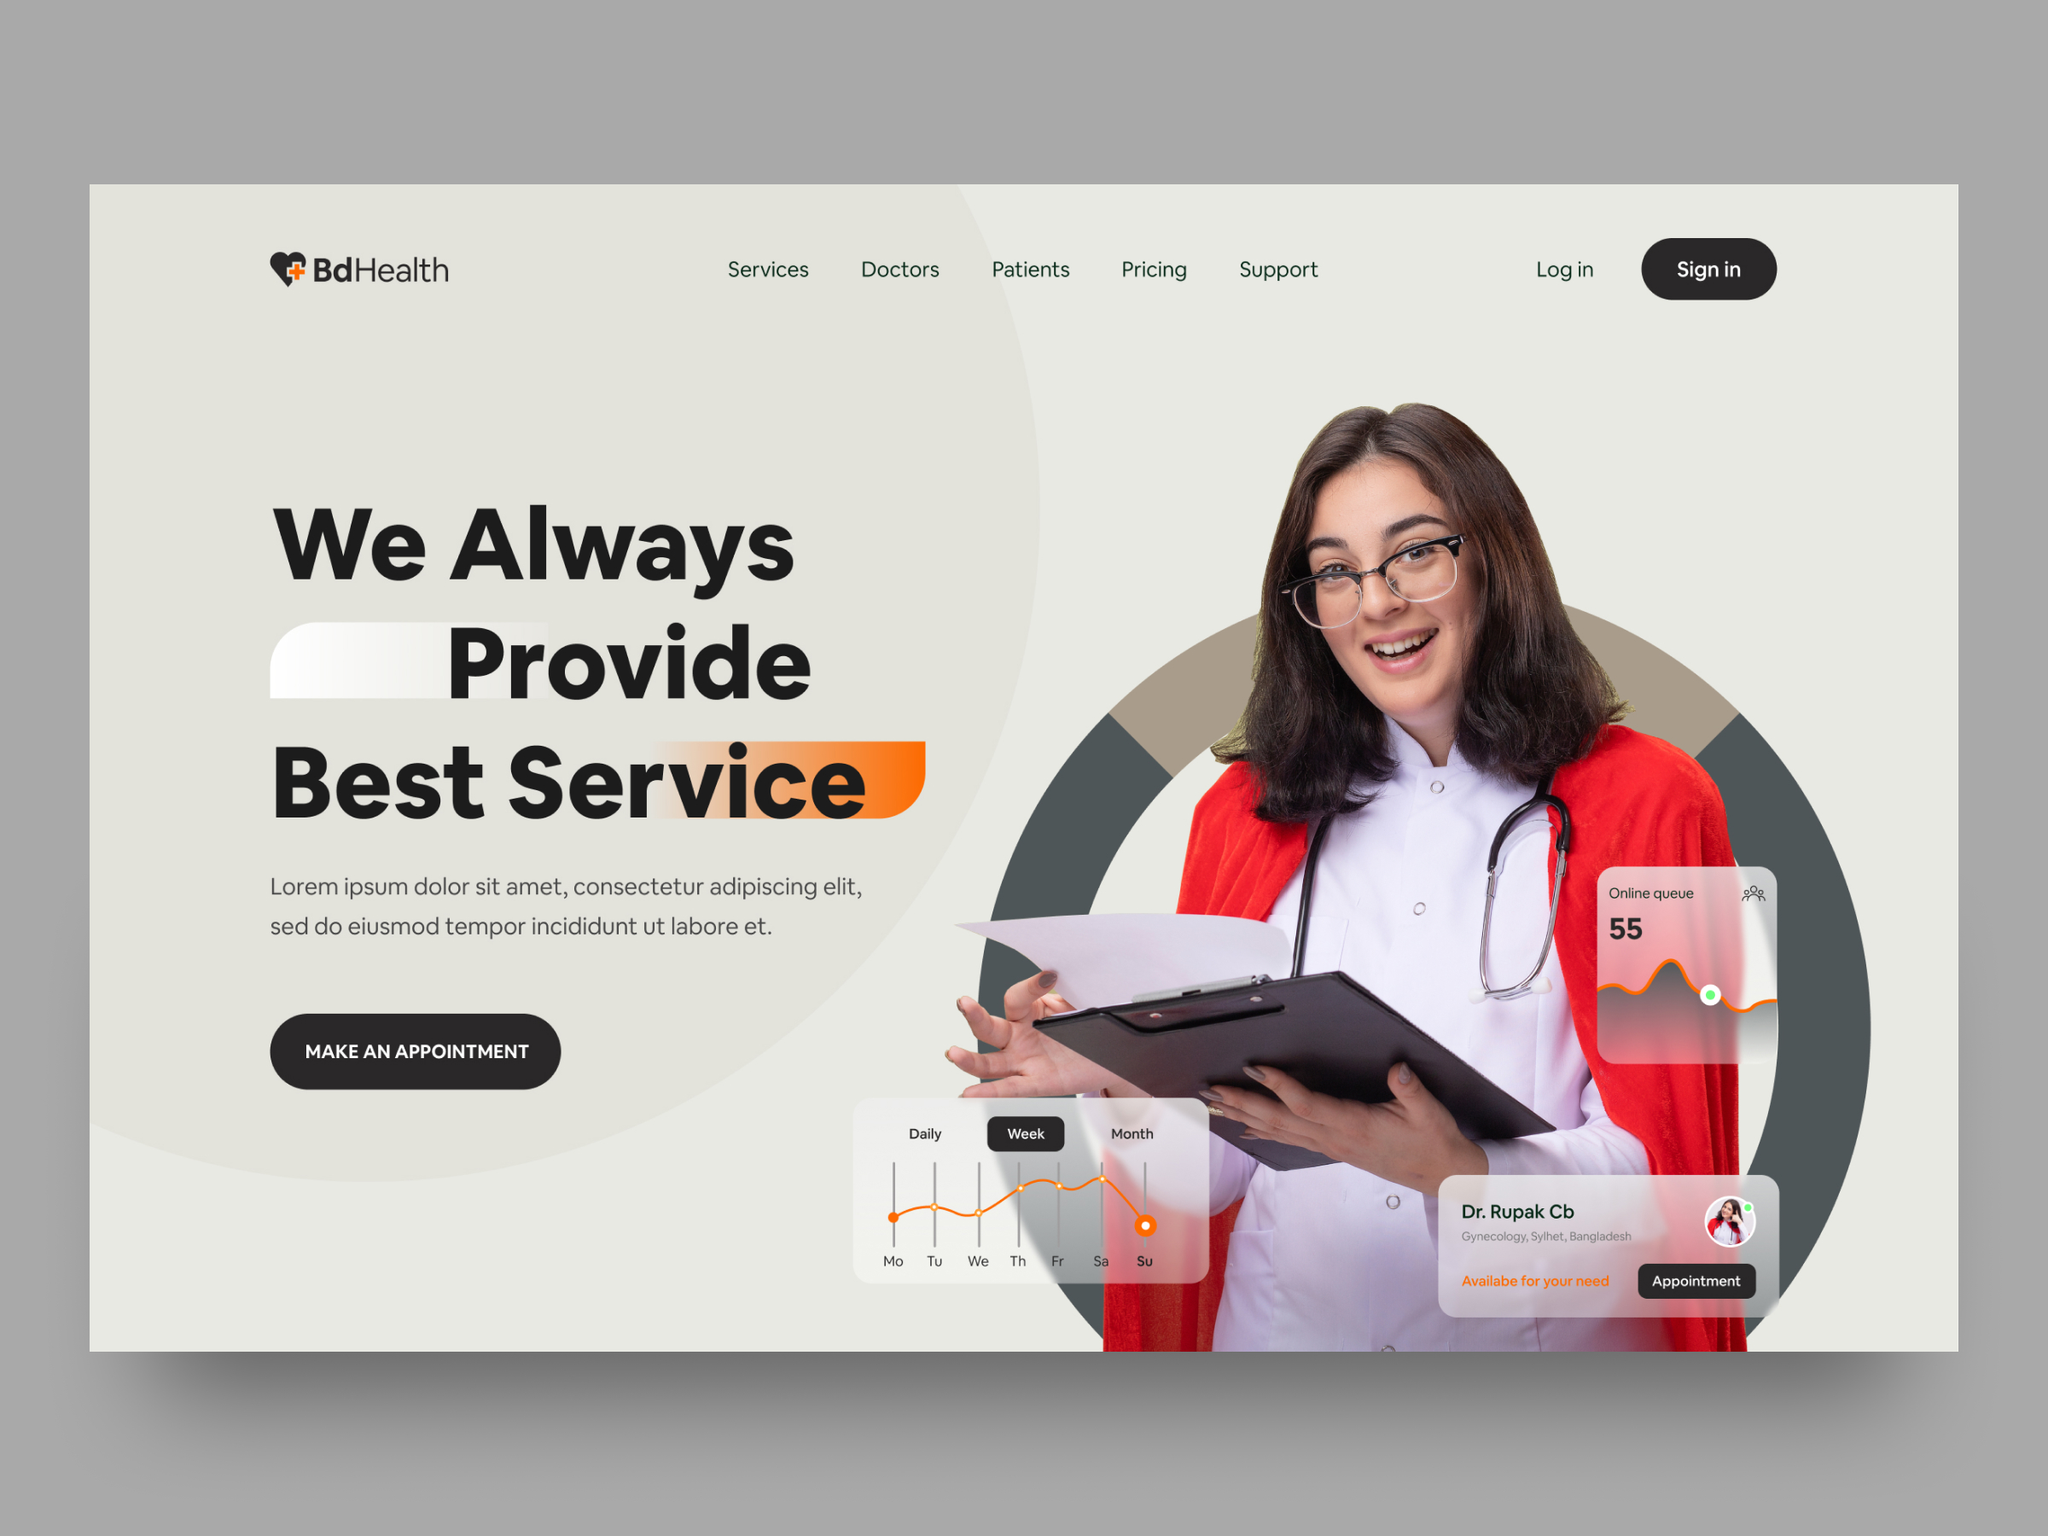 BdHealth
Services Doctors Patients Pricing Support Log in Sign in
We Always
Provide
Best Service
Lorem ipsum dolor sit amet, consectetur adipiscing elit,
sed do eiusmod tempor incididunt ut labore et.
MAKE AN APPOINTMENT
Online queue
55
Daily Week Month
Mo Tu We Th Fr Sa Su
Dr. Rupak Cb
Gynecology, Sylhet, Bangladesh
Availabe for your need
Appointment